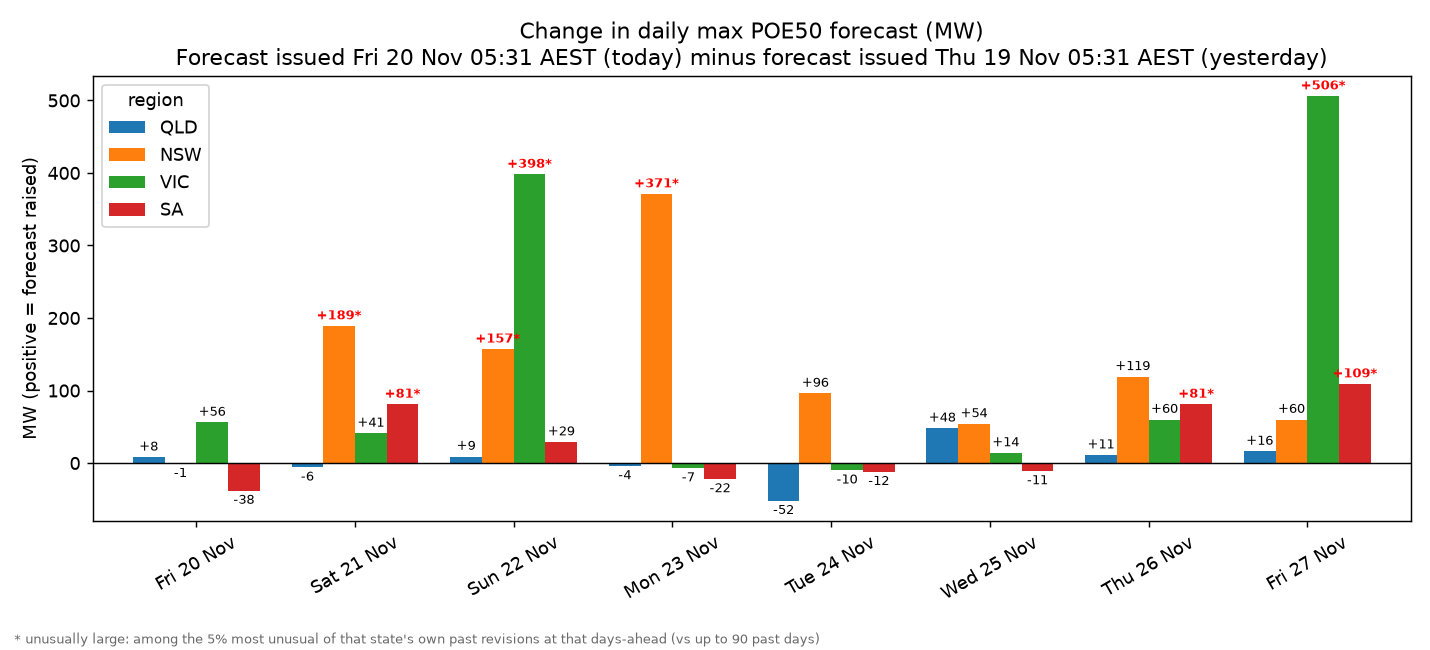 Change in daily max POE50 forecast (MW)
Forecast issued Fri 20 Nov 05:31 AEST (today) minus forecast issued Thu 19 Nov 05:31 AEST (yesterday)
MW (positive = forecast raised)
500
400
300
200
100
0
region
QLD
NSW
VIC
SA
+8
-1
+56
-38
-6
+189*
+41
+81*
+9
+157*
+398*
+29
-4
+371*
-7
-22
-52
+96
-10
-12
+48
+54
+14
-11
+11
+119
+60
+81*
+16
+60
+506*
+109*
Fri 20 Nov
Sat 21 Nov
Sun 22 Nov
Mon 23 Nov
Tue 24 Nov
Wed 25 Nov
Thu 26 Nov
Fri 27 Nov
* unusually large: among the 5% most unusual of that state's own past revisions at that days-ahead (vs up to 90 past days)